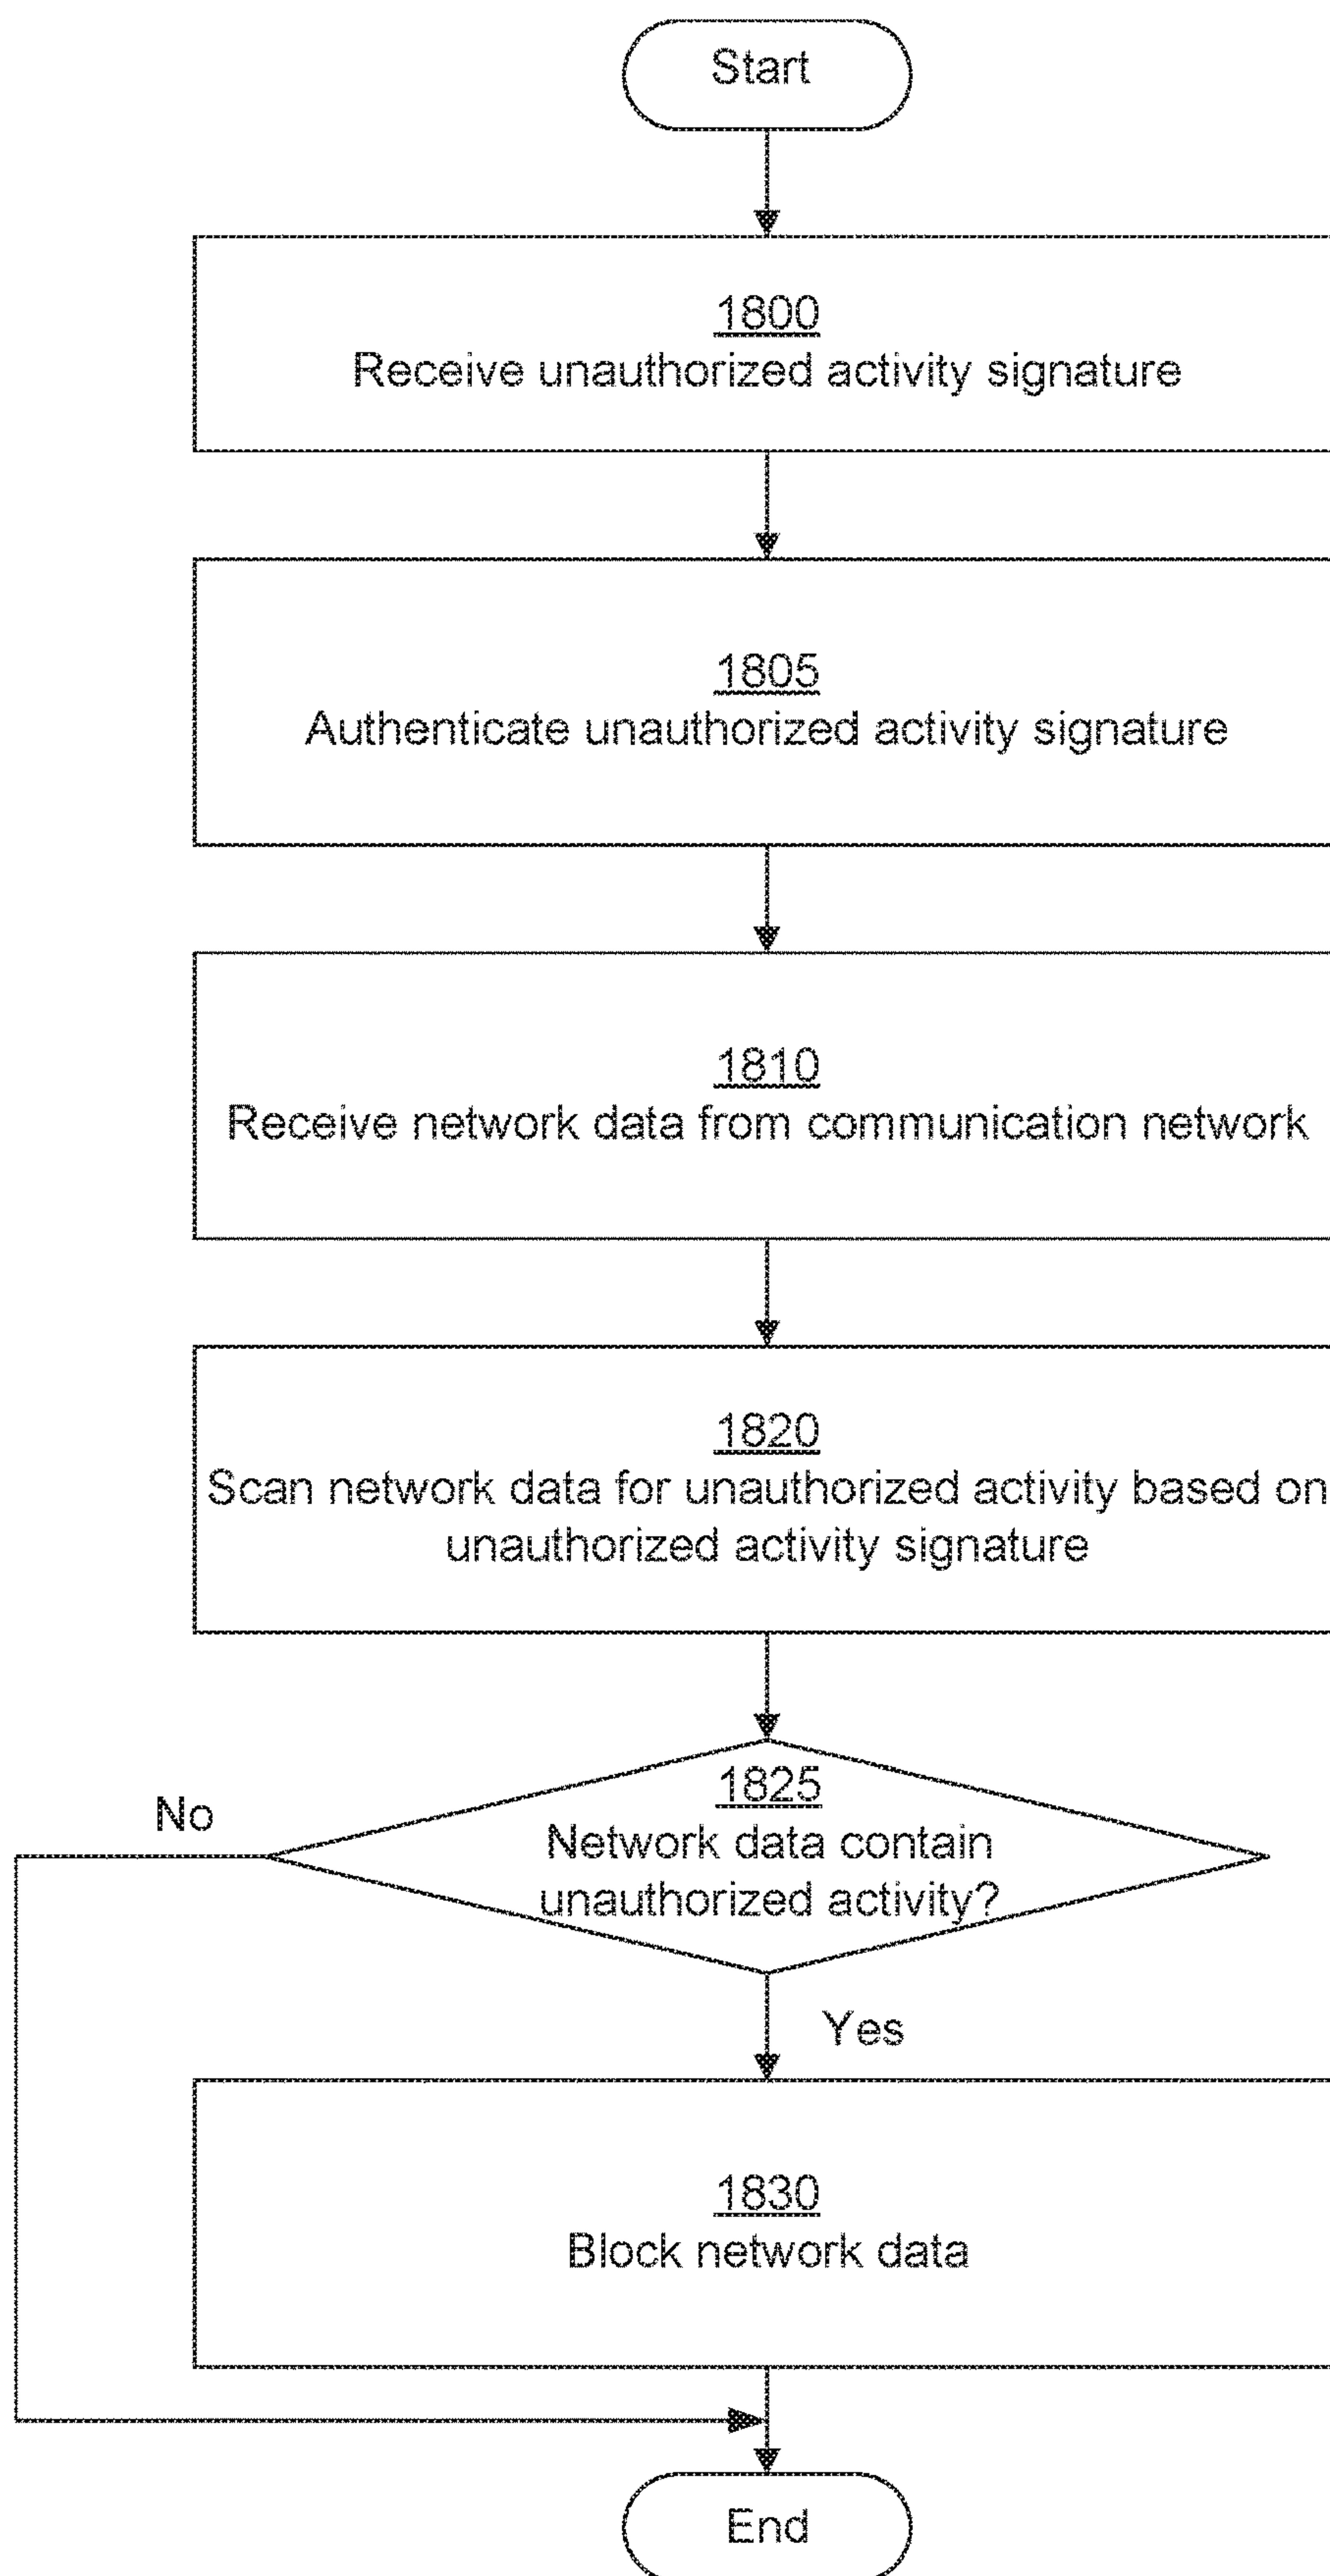 Start
1800
Receive unauthorized activity signature
1805
Authenticate unauthorized activity signature
1810
Receive network data from communication network
1820
Scan network data for unauthorized activity based on
unauthorized activity signature
1825
Network data contain
unauthorized activity?
No
Yes
1830
Block network data
End